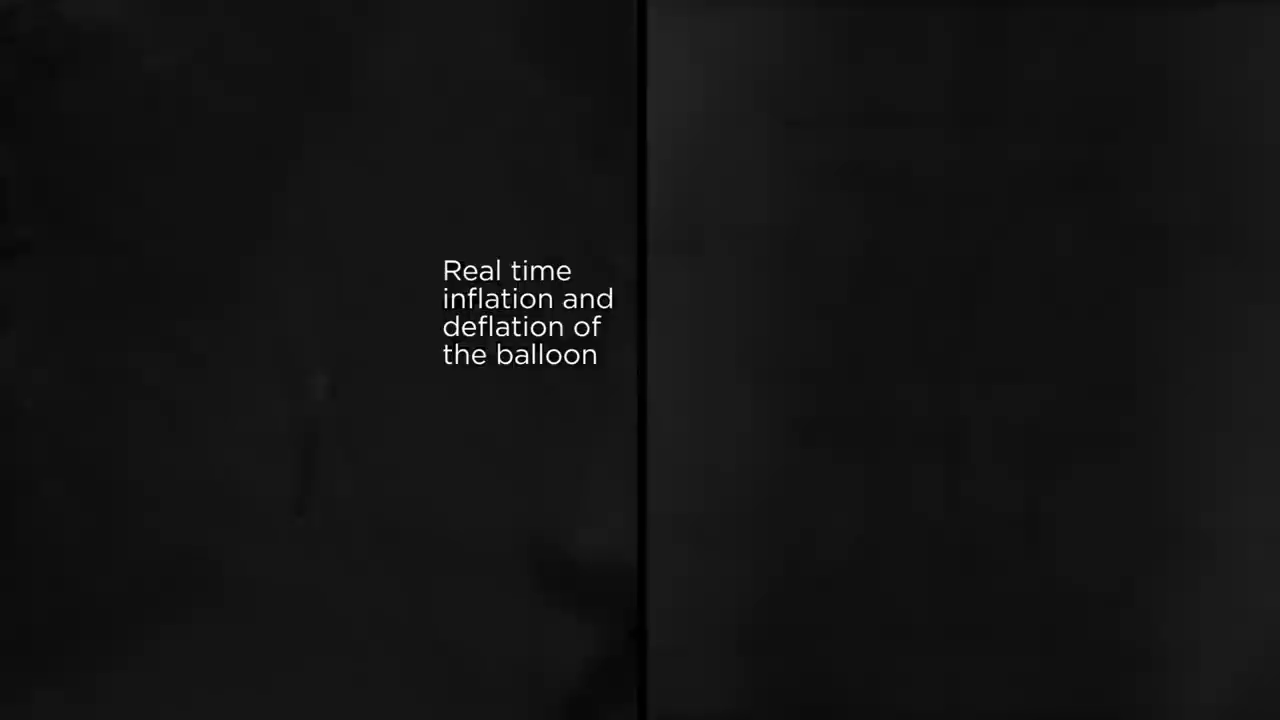 Real time
inflation and
deflation of
the balloon